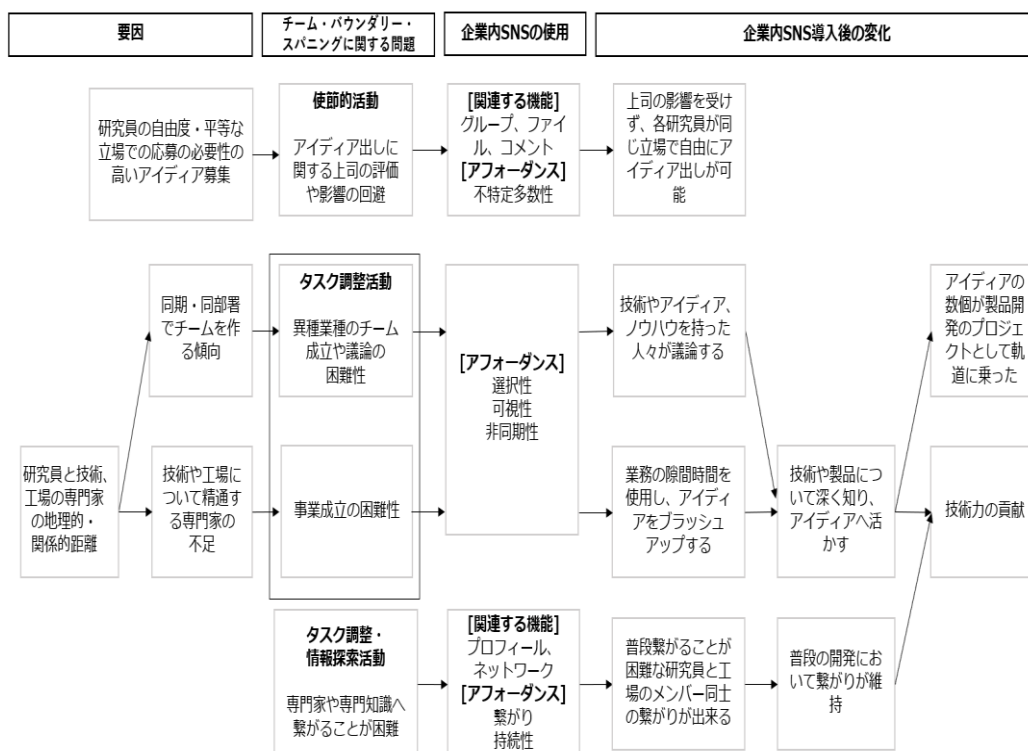 要因
チーム・バウンダリー・
スパニングに関する問題
企業内SNSの使用
企業内SNS導入後の変化
研究員の自由度・平等な
立場での応募の必要性の
高いアイディア募集
使節的活動
アイディア出しに
関する上司の評価
や影響の回避
[関連する機能]
グループ、ファイ
ル、コメント
[アフォーダンス]
不特定多数性
上司の影響を受け
ず、各研究員が同
じ立場で自由にア
イディア出しが可
能
同期・同部署
でチームを作
る傾向
タスク調整活動
異種業種のチーム
成立や議論の
困難性
[アフォーダンス]
選択性
可視性
非同期性
技術やアイディア、
ノウハウを持った
人々が議論する
アイディアの
数個が製品開
発のプロジェ
クトとして軌
道に乗った
研究員と技術、
工場の専門家
の地理的・
関係的距離
技術や工場に
ついて精通す
る専門家の
不足
事業成立の困難性
業務の隙間時間を
使用し、アイディ
アをブラッシュ
アップする
技術や製品につ
いて深く知り、
アイディアへ活
かす
技術力の貢献
タスク調整・
情報探索活動
専門家や専門知識へ
繋がることが困難
[関連する機能]
プロフィール、
ネットワーク
[アフォーダンス]
繋がり
持続性
普段繋がることが
困難な研究員と工
場のメンバー同士
の繋がりが出来る
普段の開発にお
いて繋がりが維
持